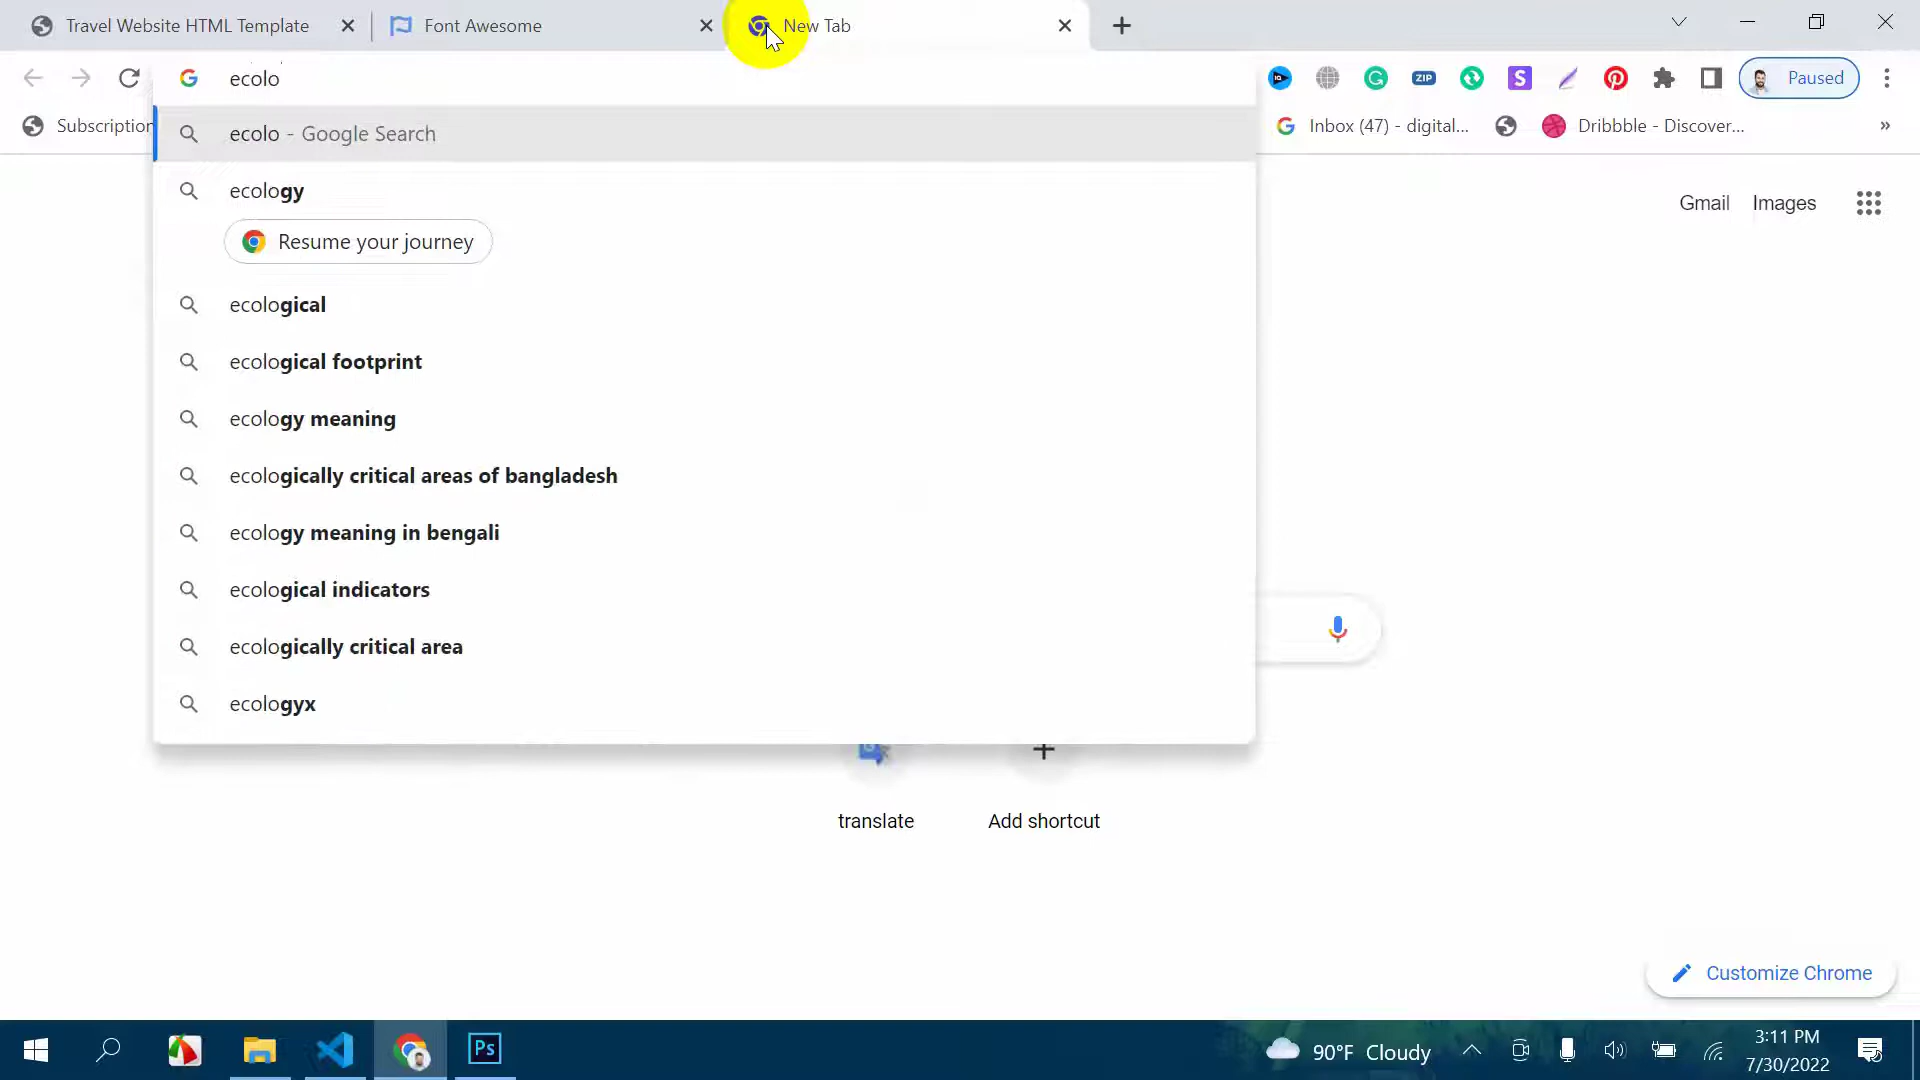 Travel Website HTML Template
Font Awesome
New Tab
ecolo
ZIP
Paused
Subscription
Inbox (47) - digital...
Dribbble - Discover...
»
ecolo - Google Search
ecology
Resume your journey
ecological
ecological footprint
ecology meaning
ecologically critical areas of bangladesh
ecology meaning in bengali
ecological indicators
ecologically critical area
ecologyx
Gmail
Images
translate
Add shortcut
Customize Chrome
Ps
90°F Cloudy
3:11 PM
7/30/2022